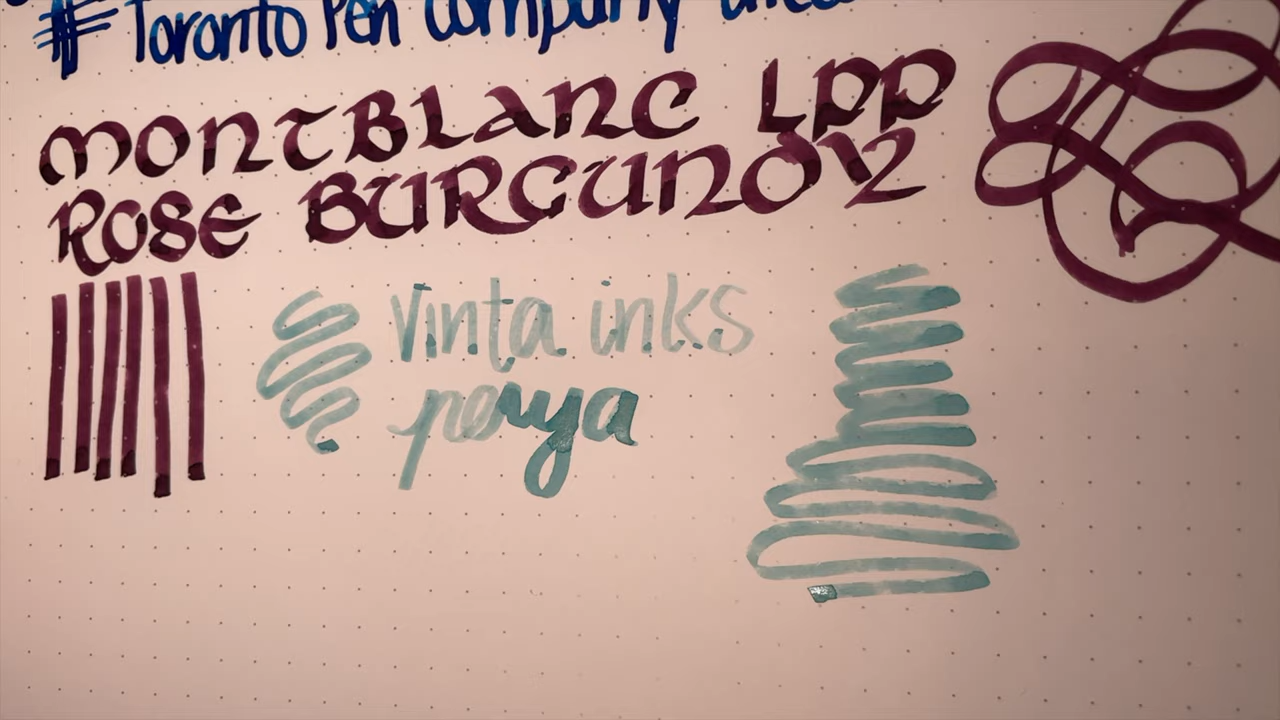 # Toronto Pen Company
MONTBLANC LPP
ROSE BURGUNDY
Vinta inks
perya